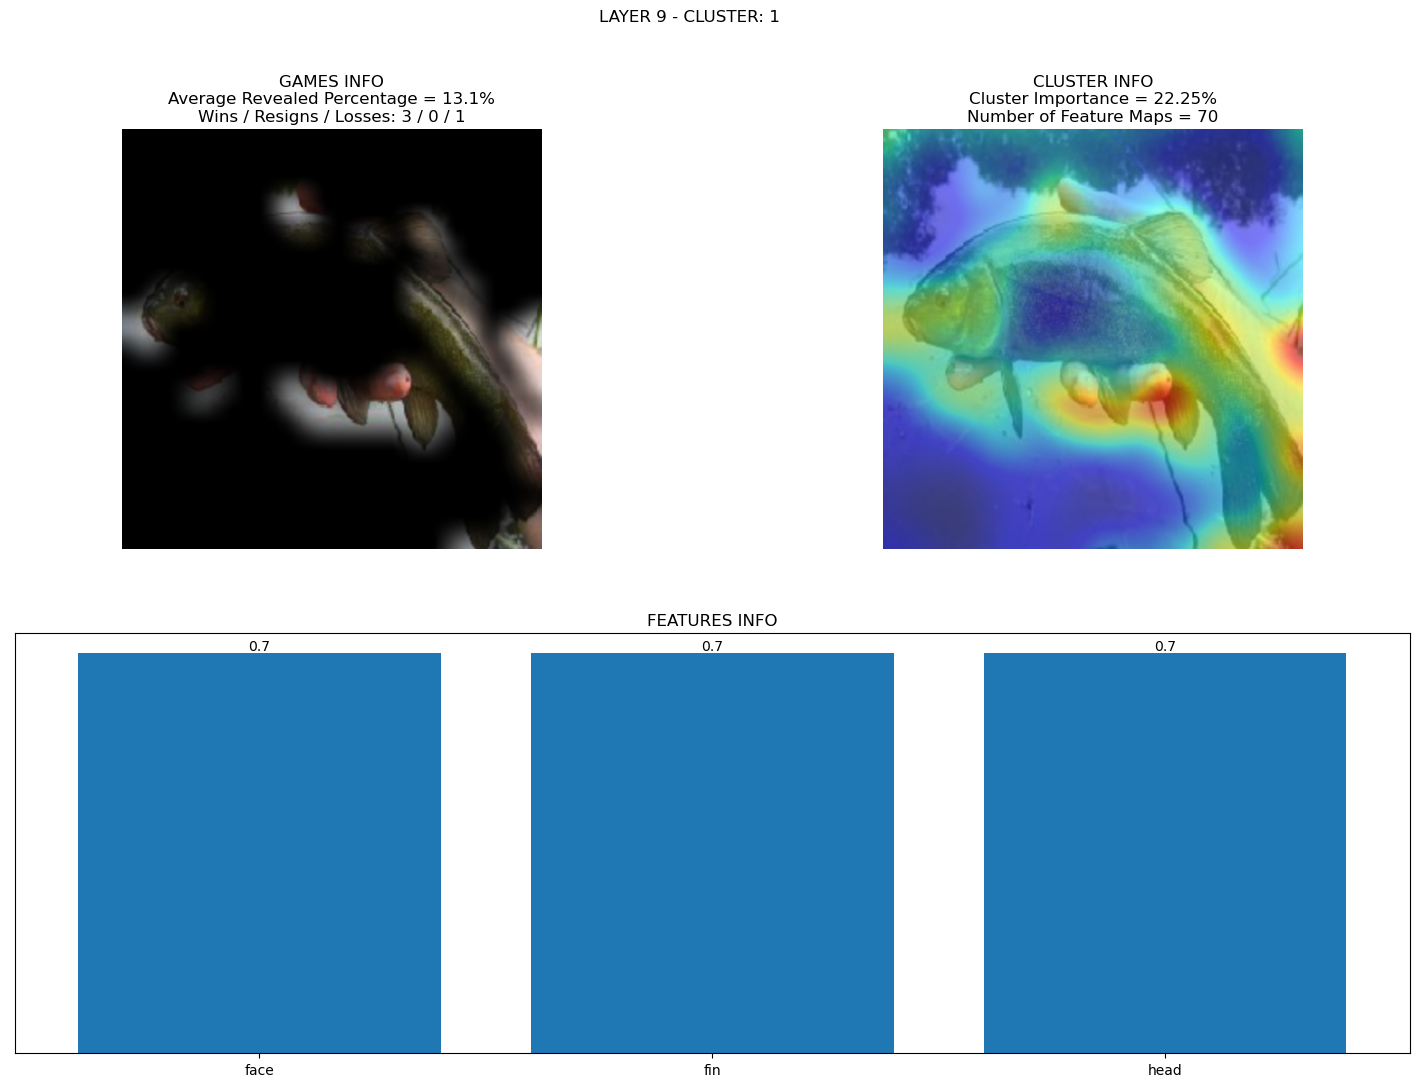 LAYER 9 - CLUSTER: 1
GAMES INFO
Average Revealed Percentage = 13.1%
Wins / Resigns / Losses: 3 / 0 / 1
CLUSTER INFO
Cluster Importance = 22.25%
Number of Feature Maps = 70
FEATURES INFO
0.7 0.7 0.7
face fin head